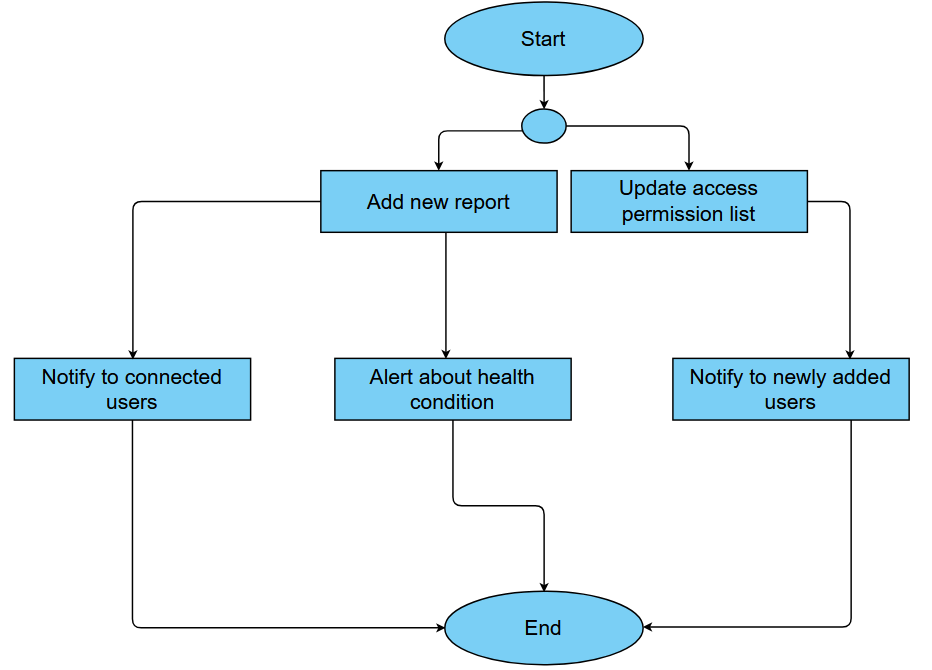 Start
Add new report
Update access
permission list
Notify to connected
users
Alert about health
condition
Notify to newly added
users
End